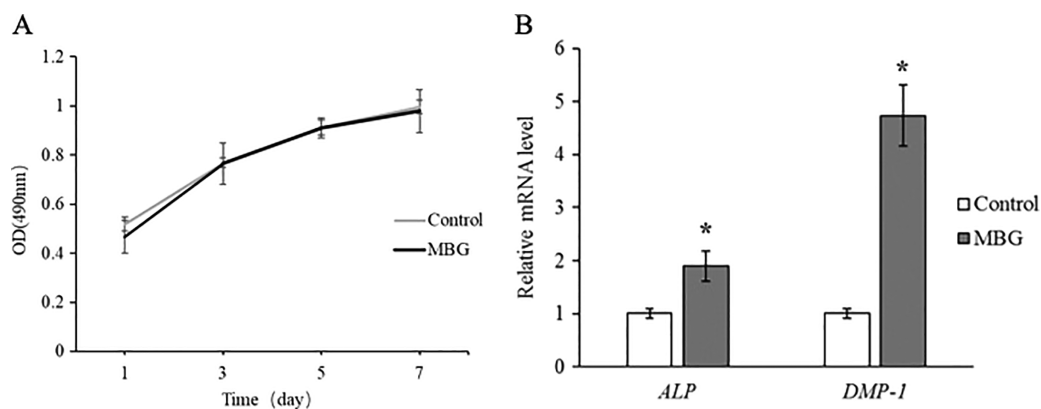 A
1.2
1
0.8
0.6
0.4
0.2
0
OD(490nm)
1 3 5 7
Time (day)
Control
MBG
B
6
5
4
3
2
1
0
Relative mRNA level
* *
ALP DMP-1
Control
MBG